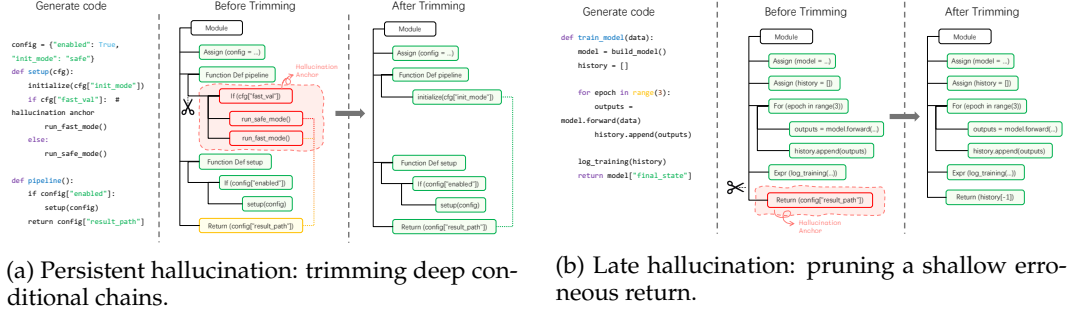 Generate code
Before Trimming
After Trimming
config = {"enabled": True,
"init_mode": "safe"}
def setup(cfg):
initialize(cfg["init_mode"])
if cfg["fast_val"]: #
hallucination anchor
run_fast_mode()
else:
run_safe_mode()
def pipeline():
if config["enabled"]:
setup(config)
return config["result_path"]
Module
Assign (config = ...)
Function Def pipeline
Hallucination
Anchor
If (cfg["fast_val"])
run_safe_mode()
run_fast_mode()
Function Def setup
If (config["enabled"])
setup(config)
Return (config["result_path"])
Module
Assign (config = ...)
Function Def pipeline
initialize(cfg["init_mode"])
Function Def setup
If (config["enabled"])
setup(config)
Return (config["result_path"])
(a) Persistent hallucination: trimming deep con-
ditional chains.
Generate code
Before Trimming
After Trimming
def train_model(data):
model = build_model()
history = []
for epoch in range(3):
outputs =
model.forward(data)
history.append(outputs)
log_training(history)
return model["final_state"]
Module
Assign (model = ...)
Assign (history = [])
For (epoch in range(3))
outputs = model.forward(...)
history.append(outputs)
Expr (log_training(...))
Return (config["result_path"])
Hallucination
Anchor
Module
Assign (model = ...)
Assign (history = [])
For (epoch in range(3))
outputs = model.forward(...)
history.append(outputs)
Expr (log_training(...))
Return (history[-1])
(b) Late hallucination: pruning a shallow erro-
neous return.